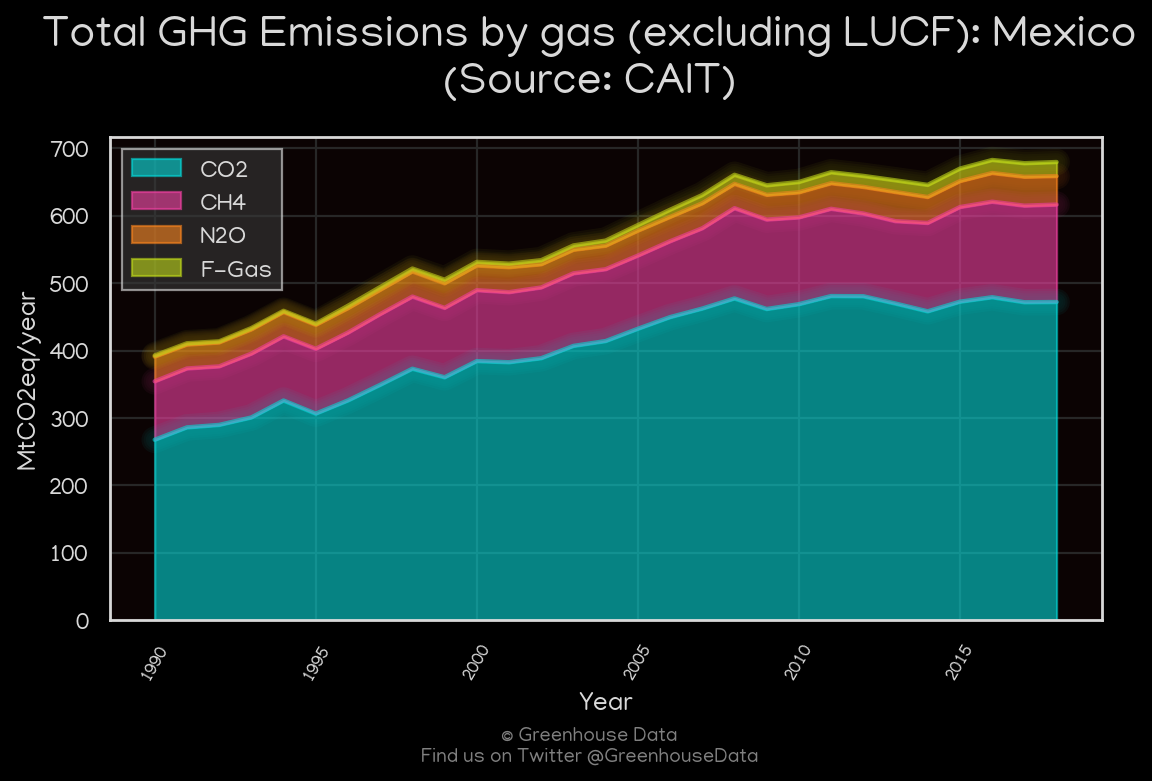 Total GHG Emissions by gas (excluding LUCF): Mexico
(Source: CAIT)
CO2
CH4
N2O
F-Gas
MtCO2eq/year
700
600
500
400
300
200
100
0
1990
1995
2000
2005
2010
2015
Year
© Greenhouse Data
Find us on Twitter @GreenhouseData